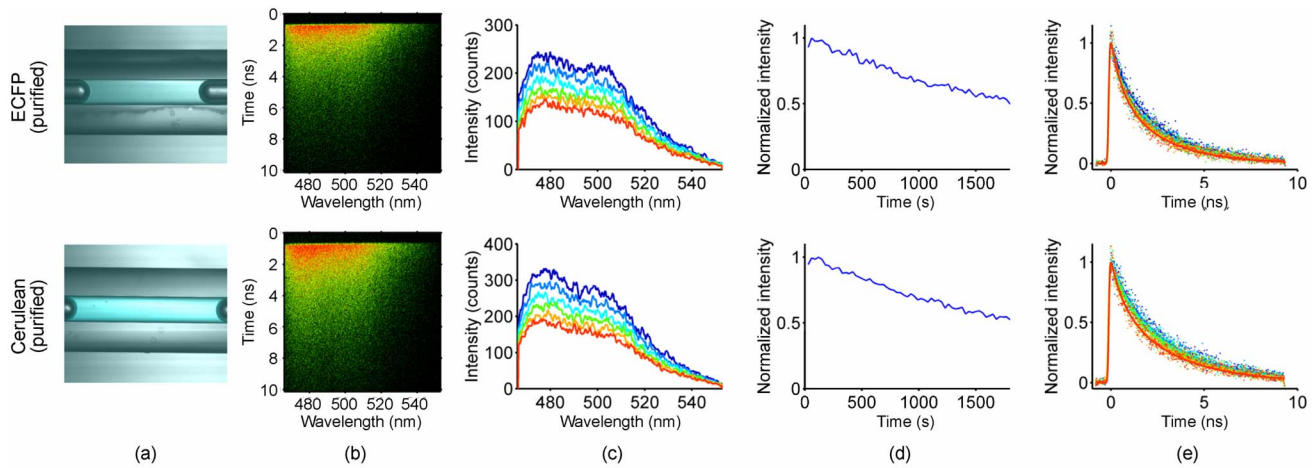 ECFP
(purified)
0
2
4
6
8
10
Time (ns)
480 500 520 540
Wavelength (nm)
300
200
100
0
Intensity (counts)
480 500 520 540
Wavelength (nm)
1
0.5
0
Normalized intensity
0 500 1000 1500
Time (s)
1
0.5
0
Normalized intensity
0 5 10
Time (ns)
Cerulean
(purified)
0
2
4
6
8
10
Time (ns)
480 500 520 540
Wavelength (nm)
400
300
200
100
0
Intensity (counts)
480 500 520 540
Wavelength (nm)
1
0.5
0
Normalized intensity
0 500 1000 1500
Time (s)
1
0.5
0
Normalized intensity
0 5 10
Time (ns)
(a) (b) (c) (d) (e)